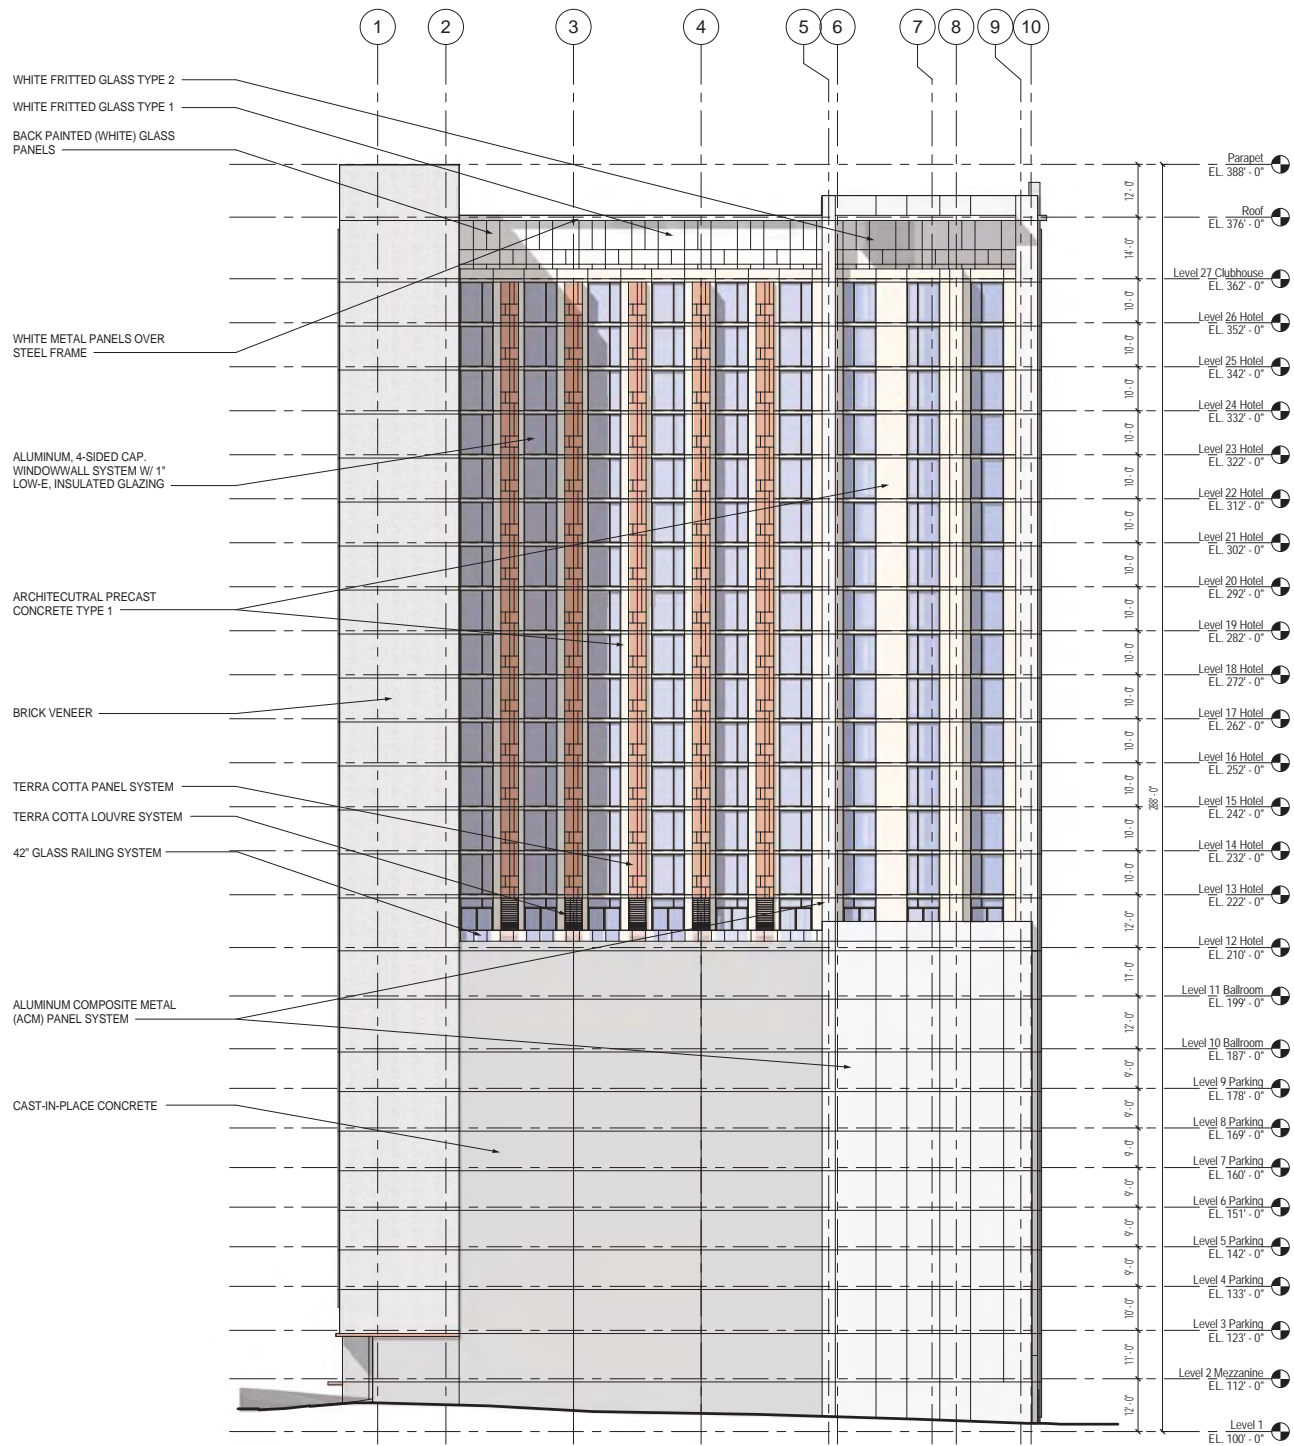 1 2 3 4 5 6 7 8 9 10
WHITE FRITTED GLASS TYPE 2
WHITE FRITTED GLASS TYPE 1
BACK PAINTED (WHITE) GLASS
PANELS
WHITE METAL PANELS OVER
STEEL FRAME
ALUMINUM, 4-SIDED CAP.
WINDOWWALL SYSTEM W/ 1"
LOW-E, INSULATED GLAZING
ARCHITECUTRAL PRECAST
CONCRETE TYPE 1
BRICK VENEER
TERRA COTTA PANEL SYSTEM
TERRA COTTA LOUVRE SYSTEM
42" GLASS RAILING SYSTEM
ALUMINUM COMPOSITE METAL
(ACM) PANEL SYSTEM
CAST-IN-PLACE CONCRETE
12'-0"
14'-0"
10'-0"
10'-0"
10'-0"
10'-0"
10'-0"
10'-0"
10'-0"
10'-0"
10'-0"
10'-0"
10'-0"
10'-0"
10'-0"
10'-0"
12'-0"
11'-0"
12'-0"
9'-0"
9'-0"
9'-0"
9'-0"
9'-0"
9'-0"
10'-0"
11'-0"
12'-0"
288'-0"
Parapet
EL. 388' - 0"
Roof
EL. 376' - 0"
Level 27 Clubhouse
EL. 362' - 0"
Level 26 Hotel
EL. 352' - 0"
Level 25 Hotel
EL. 342' - 0"
Level 24 Hotel
EL. 332' - 0"
Level 23 Hotel
EL. 322' - 0"
Level 22 Hotel
EL. 312' - 0"
Level 21 Hotel
EL. 302' - 0"
Level 20 Hotel
EL. 292' - 0"
Level 19 Hotel
EL. 282' - 0"
Level 18 Hotel
EL. 272' - 0"
Level 17 Hotel
EL. 262' - 0"
Level 16 Hotel
EL. 252' - 0"
Level 15 Hotel
EL. 242' - 0"
Level 14 Hotel
EL. 232' - 0"
Level 13 Hotel
EL. 222' - 0"
Level 12 Hotel
EL. 210' - 0"
Level 11 Ballroom
EL. 199' - 0"
Level 10 Ballroom
EL. 187' - 0"
Level 9 Parking
EL. 178' - 0"
Level 8 Parking
EL. 169' - 0"
Level 7 Parking
EL. 160' - 0"
Level 6 Parking
EL. 151' - 0"
Level 5 Parking
EL. 142' - 0"
Level 4 Parking
EL. 133' - 0"
Level 3 Parking
EL. 123' - 0"
Level 2 Mezzanine
EL. 112' - 0"
Level 1
EL. 100' - 0"